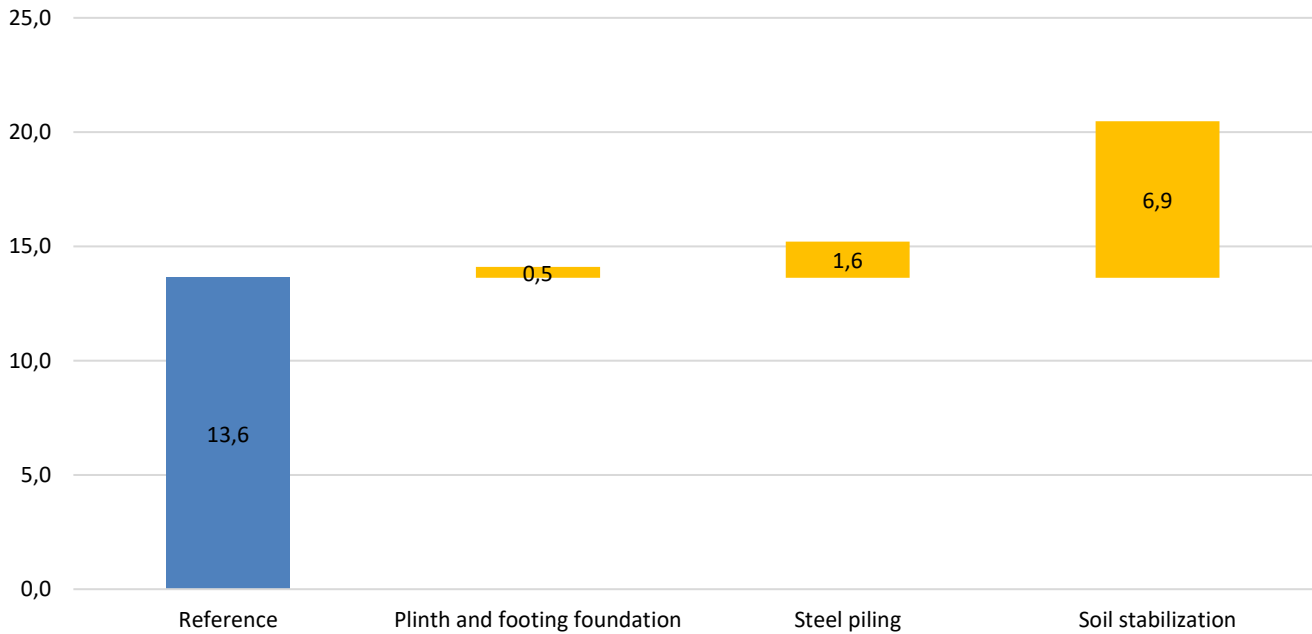 25,0
20,0
15,0
10,0
5,0
0,0
13,6
0,5
1,6
6,9
Reference
Plinth and footing foundation
Steel piling
Soil stabilization